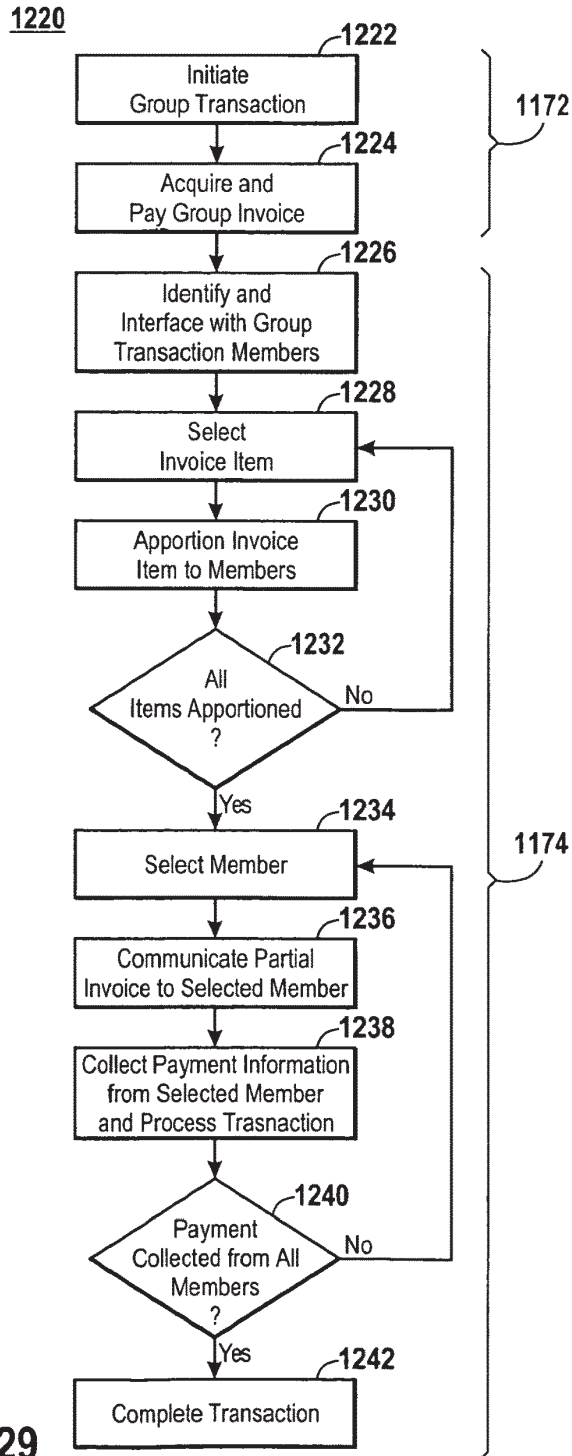 1220
1222
Initiate
Group Transaction
1172
1224
Acquire and
Pay Group Invoice
1226
Identify and
Interface with Group
Transaction Members
1228
Select
Invoice Item
1230
Apportion Invoice
Item to Members
1232
All
Items Apportioned
?
No
Yes
1234
Select Member
1174
1236
Communicate Partial
Invoice to Selected Member
1238
Collect Payment Information
from Selected Member
and Process Trasnaction
1240
Payment
Collected from All
Members
?
No
Yes
1242
Complete Transaction
29